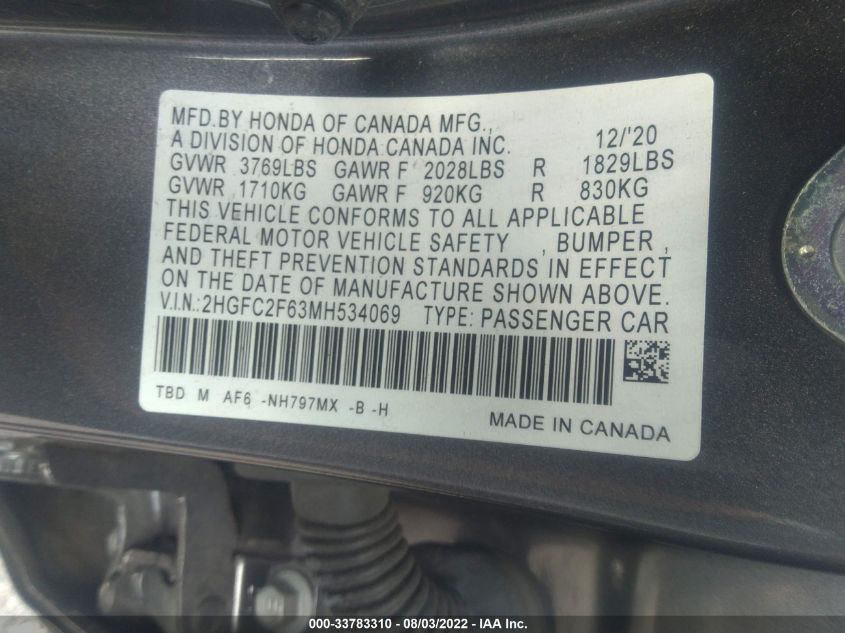 MFD.BY HONDA OF CANADA MFG.,
A DIVISION OF HONDA CANADA INC. 12/'20
GVWR 3769LBS GAWR F 2028LBS R 1829LBS
GVWR 1710KG GAWR F 920KG R 830KG
THIS VEHICLE CONFORMS TO ALL APPLICABLE
FEDERAL MOTOR VEHICLE SAFETY , BUMPER ,
AND THEFT PREVENTION STANDARDS IN EFFECT
ON THE DATE OF MANUFACTURE SHOWN ABOVE.
V.I.N.:2HGFC2F63MH534069 TYPE: PASSENGER CAR
TBD M AF6 -NH797MX -B -H
MADE IN CANADA
000-33783310 - 08/03/2022 - IAA Inc.